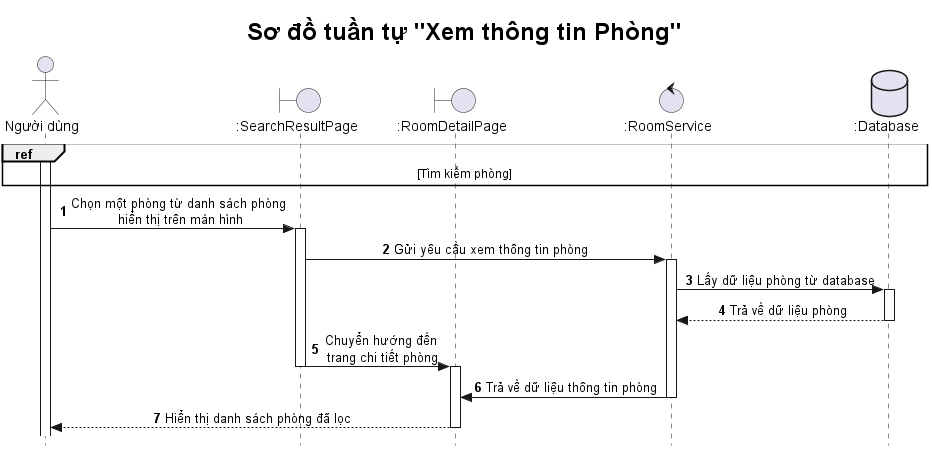 Sơ đồ tuần tự "Xem thông tin Phòng"
Người dùng
:SearchResultPage
:RoomDetailPage
:RoomService
:Database
ref
[Tìm kiếm phòng]
1 Chọn một phòng từ danh sách phòng
hiển thị trên màn hình
2 Gửi yêu cầu xem thông tin phòng
3 Lấy dữ liệu phòng từ database
4 Trả về dữ liệu phòng
5 Chuyển hướng đến
trang chi tiết phòng
6 Trả về dữ liệu thông tin phòng
7 Hiển thị danh sách phòng đã lọc